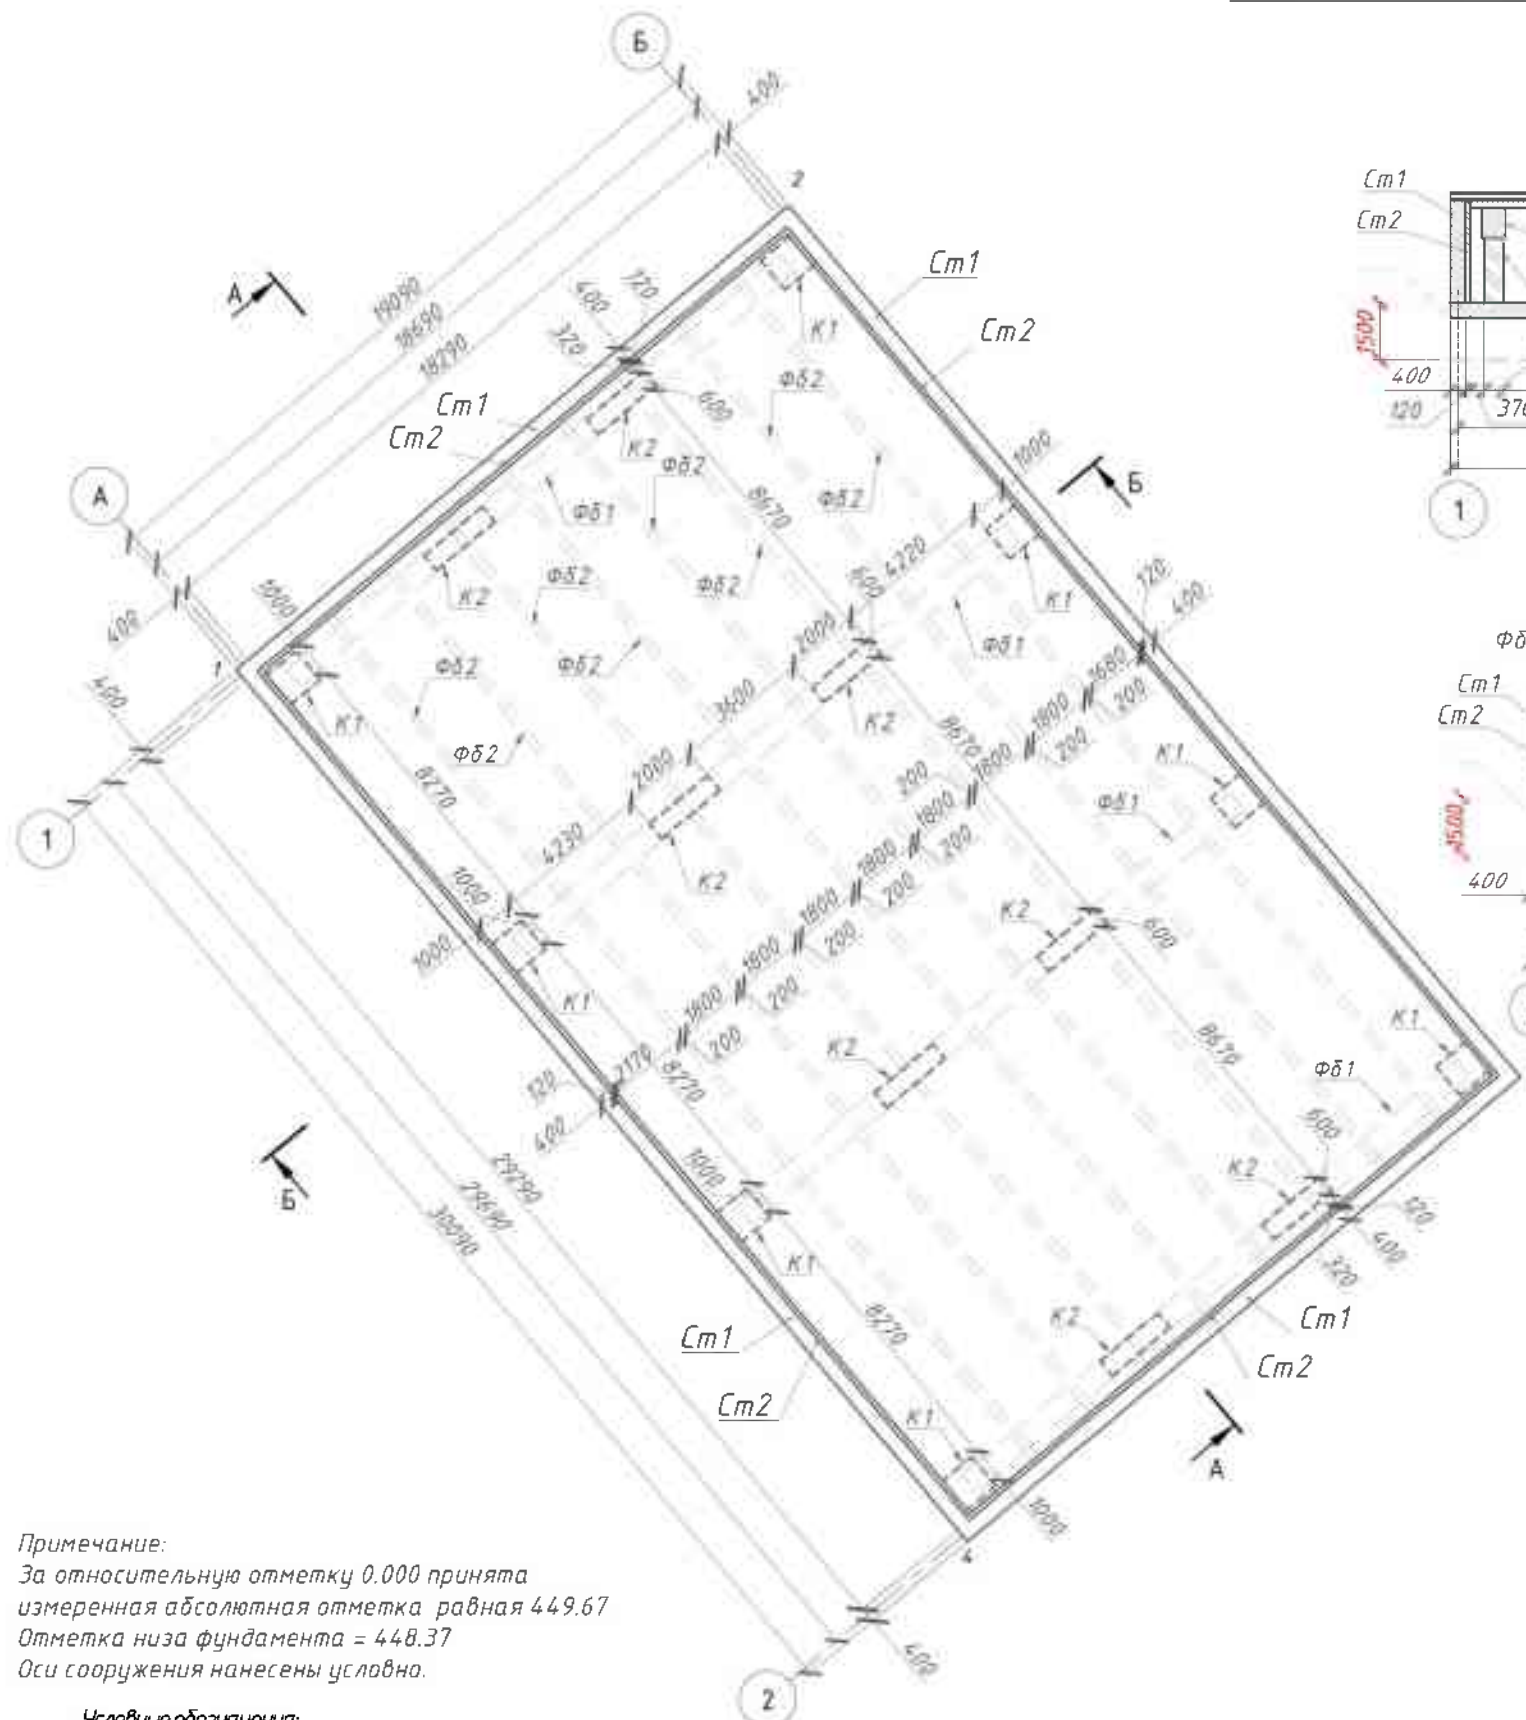 Б
400
2
19090
18690
18290
А
400
120
320
К1
Ст1
Ст2
Ст1
Ст2
600
К2
Фб2
Фб2
Фб2
Фб1
Фб2
Фб2
Фб2
Фб2
Фб2
К2
8670
1000
Б
4220
600
К1
Фб1
А
400
1
1000
К1
400
1
2000
3600
2000
4230
К2
К2
120
400
1680
200
1800
200
1800
200
1800
200
1800
200
1800
200
1800
200
1800
200
2170
120
400
8670
8270
1000
1000
К1
8270
К1
Фб1
К2
600
К2
8670
К1
Фб1
600
К2
120
400
320
Б
29290
29690
30090
1000
К1
8270
Ст1
Ст2
К2
Ст1
Ст2
К1
А
1000
4
400
2
Ст1
Ст2
1500
400
120
1
Ст1
Ст2
1500
400
Примечание:
За относительную отметку 0.000 принята
измеренная абсолютная отметка равная 449.67
Отметка низа фундамента = 448.37
Оси сооружения нанесены условно.
Условные обозначения: